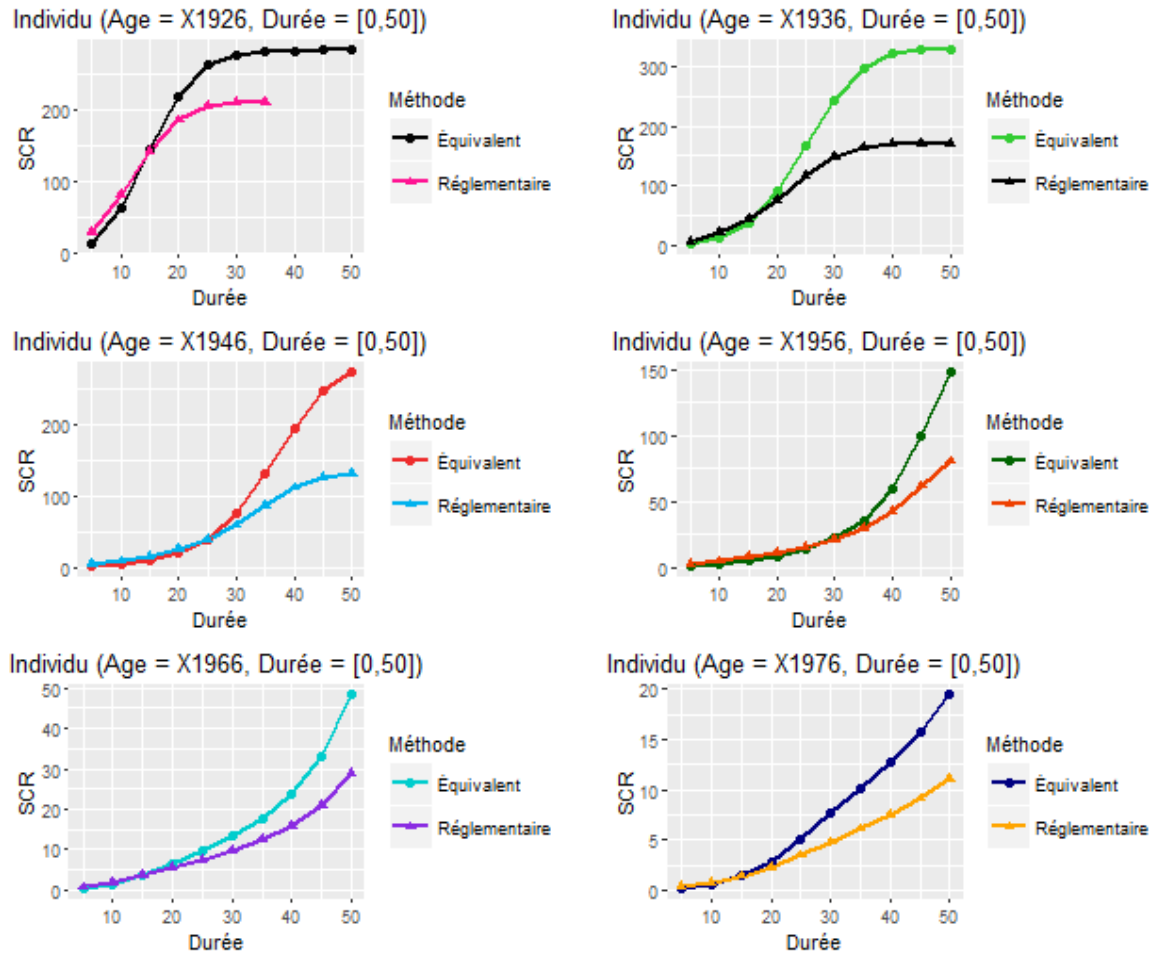 Individu (Age = X1926, Durée = [0,50])
SCR
200
100
0
10 20 30 40 50
Durée
Méthode
Équivalent
Réglementaire
Individu (Age = X1936, Durée = [0,50])
SCR
300
200
100
0
10 20 30 40 50
Durée
Méthode
Équivalent
Réglementaire
Individu (Age = X1946, Durée = [0,50])
SCR
200
100
0
10 20 30 40 50
Durée
Méthode
Équivalent
Réglementaire
Individu (Age = X1956, Durée = [0,50])
SCR
150
100
50
0
10 20 30 40 50
Durée
Méthode
Équivalent
Réglementaire
Individu (Age = X1966, Durée = [0,50])
SCR
50
40
30
20
10
0
10 20 30 40 50
Durée
Méthode
Équivalent
Réglementaire
Individu (Age = X1976, Durée = [0,50])
SCR
20
15
10
5
0
10 20 30 40 50
Durée
Méthode
Équivalent
Réglementaire